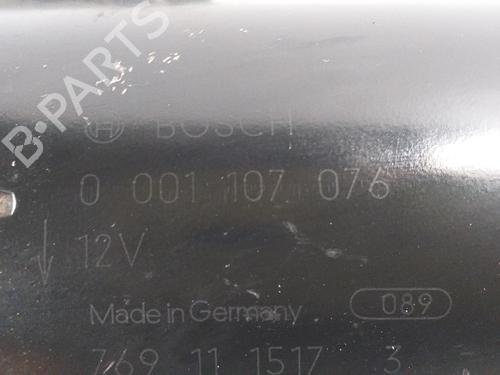 B·PARTS
BOSCH
0 001 107 076
12V
Made in Germany 089
769 11 1517 3